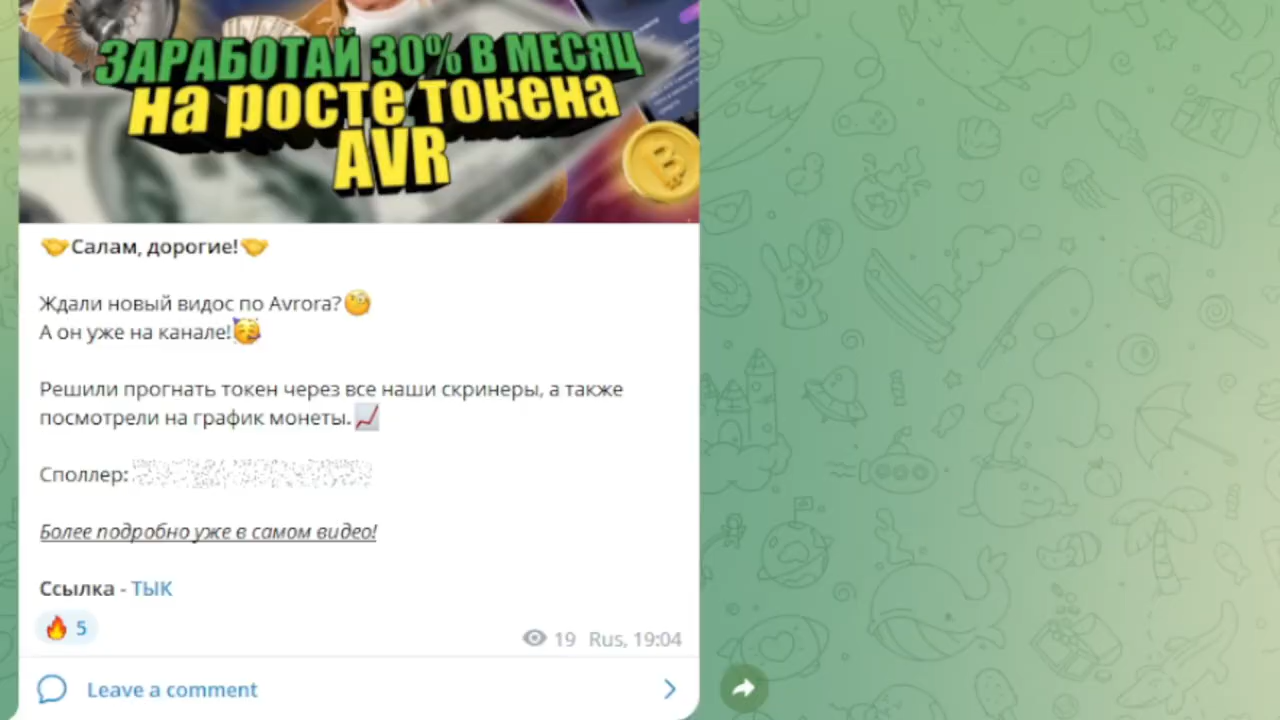 ЗАРАБОТАЙ 30% В МЕСЯЦ
на росте токена
AVR
🤝Салам, дорогие!🤝
Ждали новый видос по Avrora?🧐
А он уже на канале!🥳
Решили прогнать токен через все наши скринеры, а также
посмотрели на график монеты.📈
Споллер:
Более подробно уже в самом видео!
Ссылка - ТЫК
🔥 5
19 Rus, 19:04
Leave a comment